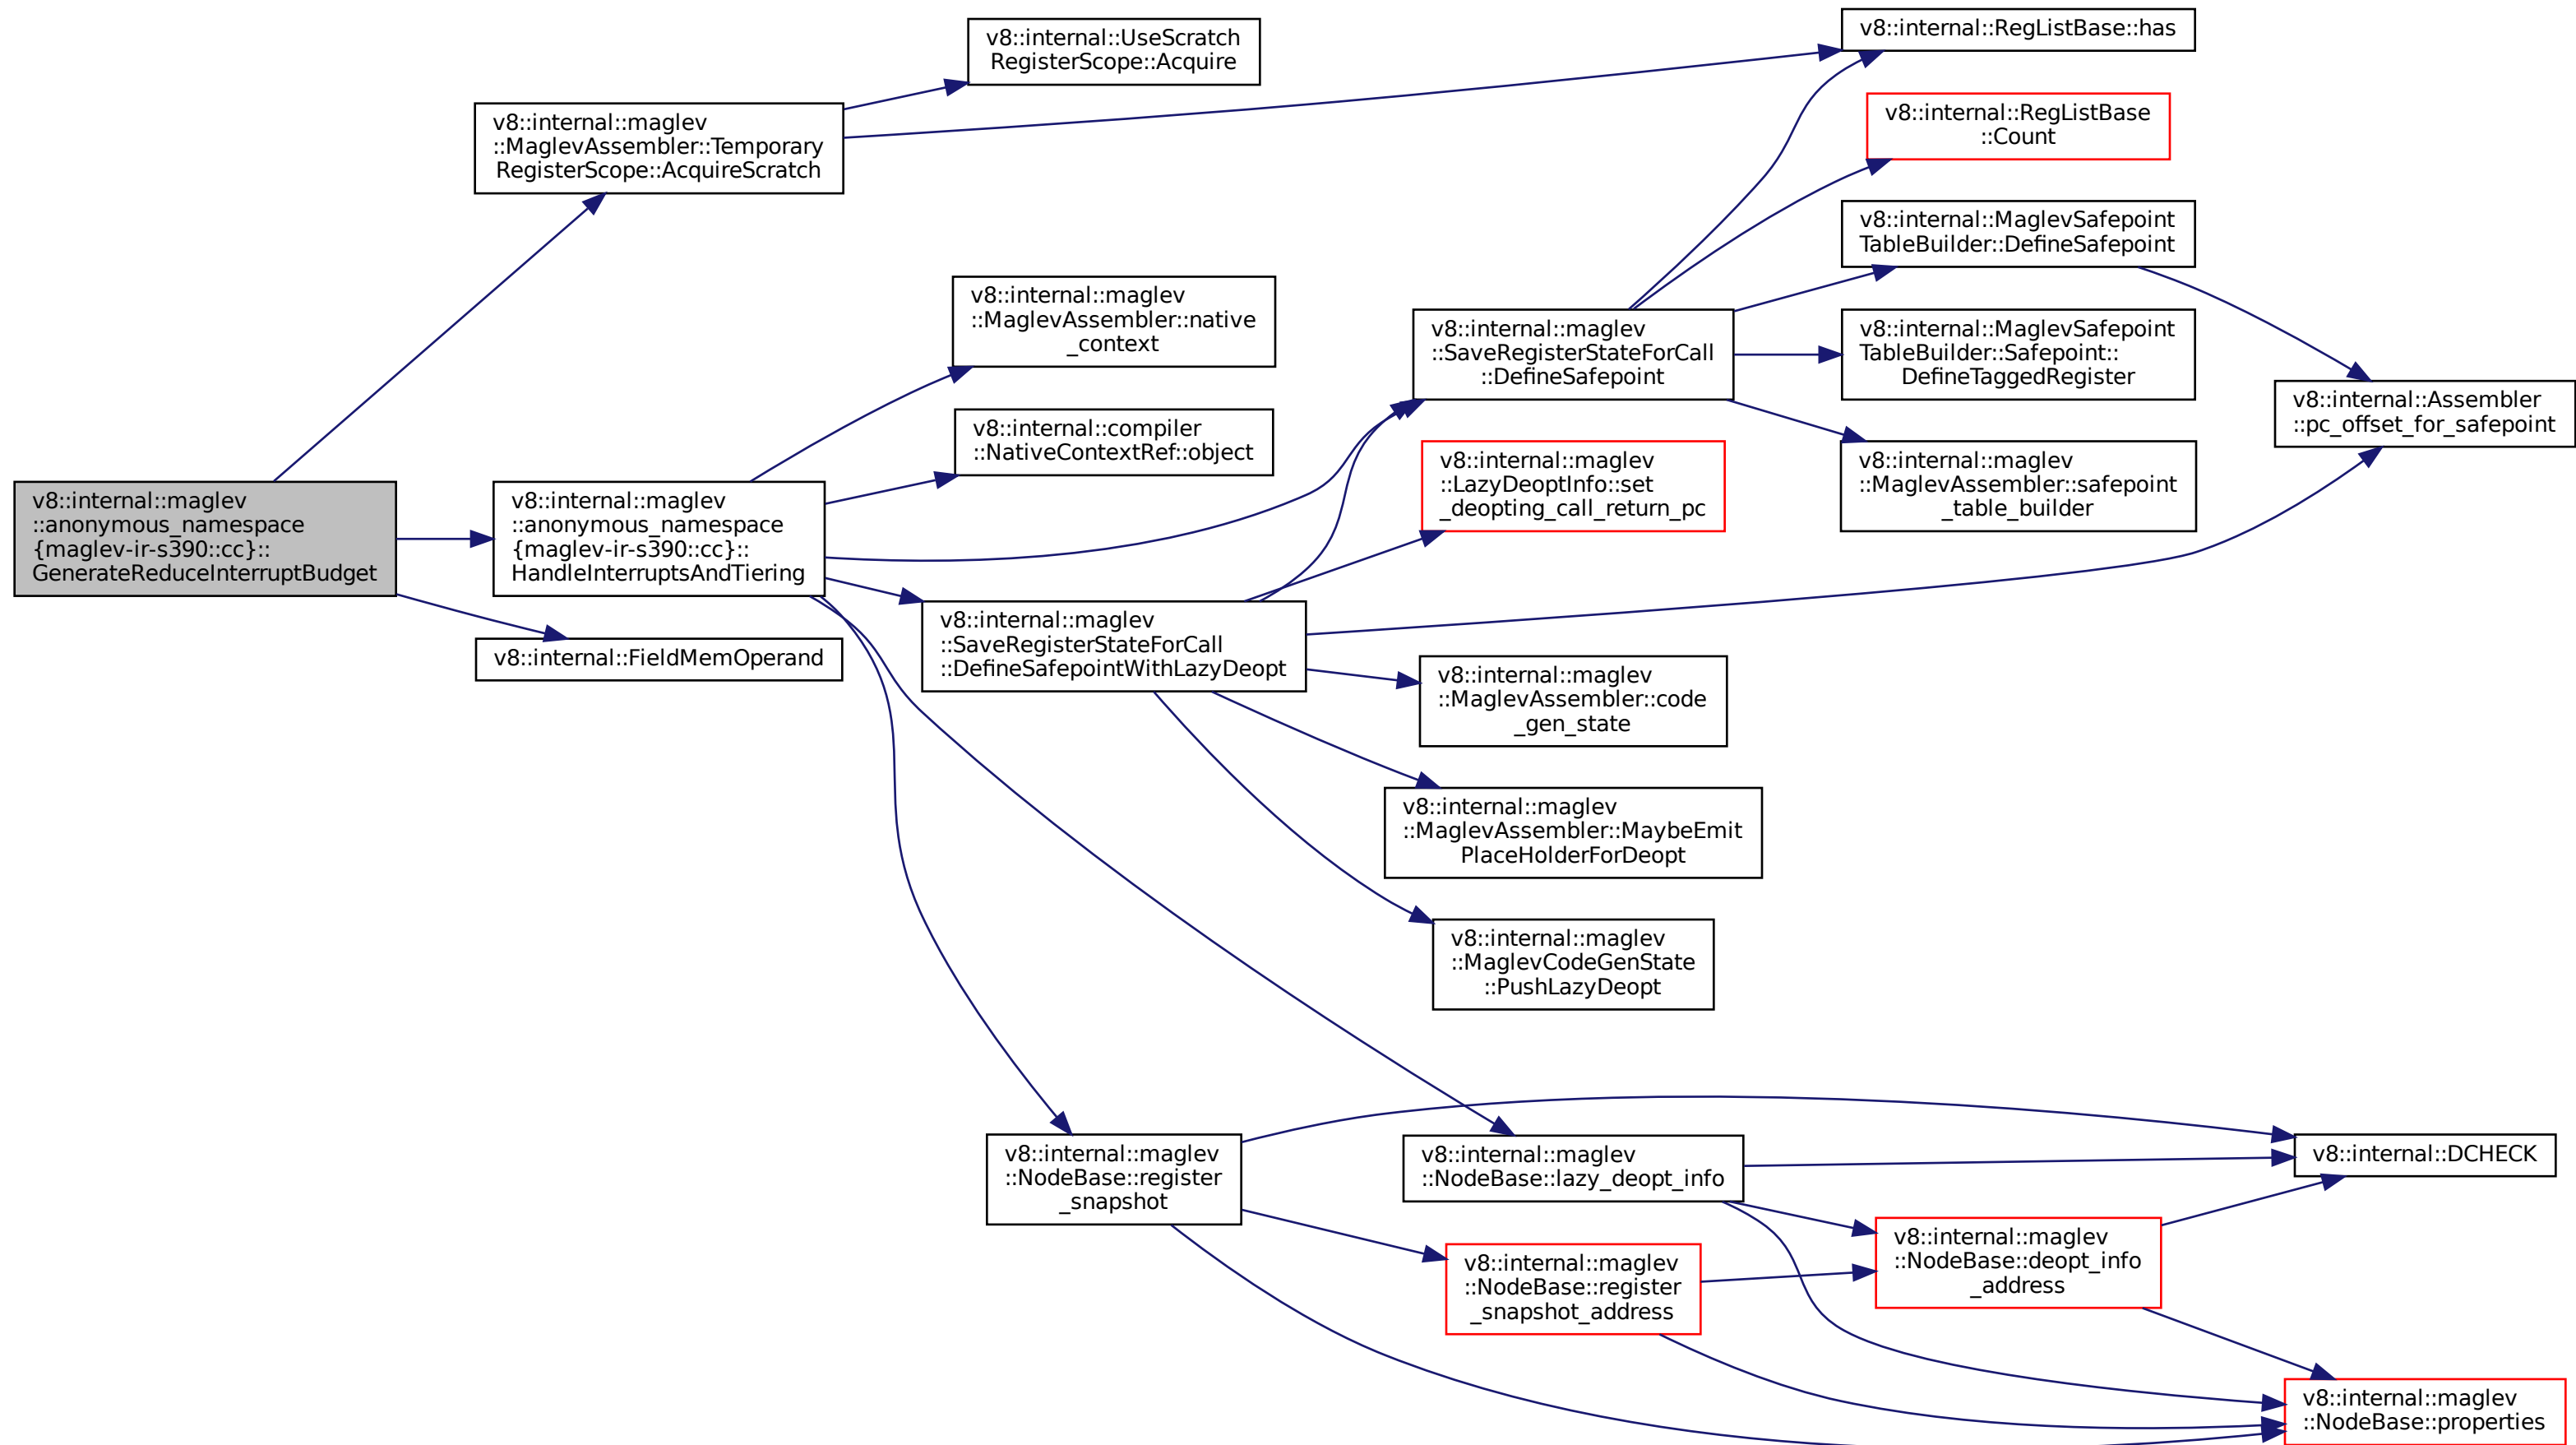 v8::internal::maglev
::anonymous_namespace
{maglev-ir-s390::cc}::
GenerateReduceInterruptBudget
v8::internal::maglev
::MaglevAssembler::Temporary
RegisterScope::AcquireScratch
v8::internal::UseScratch
RegisterScope::Acquire
v8::internal::RegListBase::has
v8::internal::maglev
::anonymous_namespace
{maglev-ir-s390::cc}::
HandleInterruptsAndTiering
v8::internal::FieldMemOperand
v8::internal::maglev
::MaglevAssembler::native
_context
v8::internal::compiler
::NativeContextRef::object
v8::internal::maglev
::SaveRegisterStateForCall
::DefineSafepointWithLazyDeopt
v8::internal::maglev
::SaveRegisterStateForCall
::DefineSafepoint
v8::internal::RegListBase
::Count
v8::internal::MaglevSafepoint
TableBuilder::DefineSafepoint
v8::internal::MaglevSafepoint
TableBuilder::Safepoint::
DefineTaggedRegister
v8::internal::maglev
::MaglevAssembler::safepoint
_table_builder
v8::internal::Assembler
::pc_offset_for_safepoint
v8::internal::maglev
::LazyDeoptInfo::set
_deopting_call_return_pc
v8::internal::maglev
::MaglevAssembler::code
_gen_state
v8::internal::maglev
::MaglevAssembler::MaybeEmit
PlaceHolderForDeopt
v8::internal::maglev
::MaglevCodeGenState
::PushLazyDeopt
v8::internal::maglev
::NodeBase::register
_snapshot
v8::internal::maglev
::NodeBase::lazy_deopt_info
v8::internal::DCHECK
v8::internal::maglev
::NodeBase::register
_snapshot_address
v8::internal::maglev
::NodeBase::deopt_info
_address
v8::internal::maglev
::NodeBase::properties